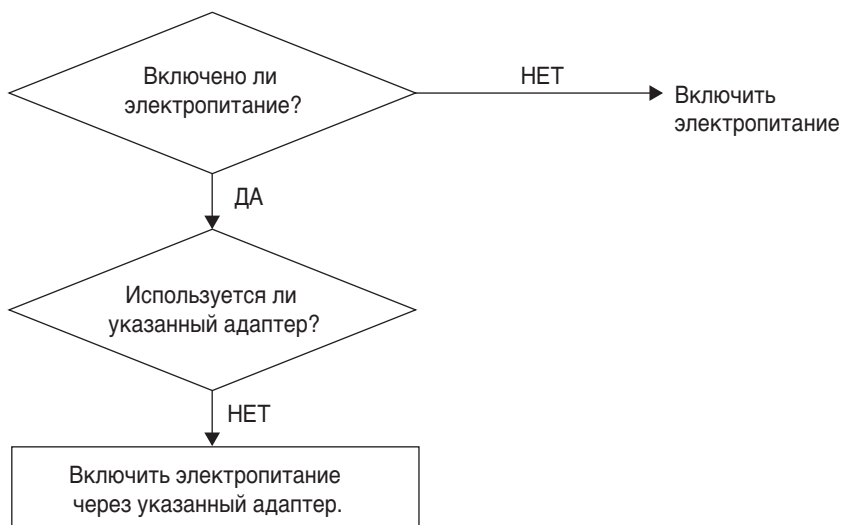 Включено ли
электропитание?
НЕТ
Включить
электропитание
ДА
Используется ли
указанный адаптер?
НЕТ
Включить электропитание
через указанный адаптер.